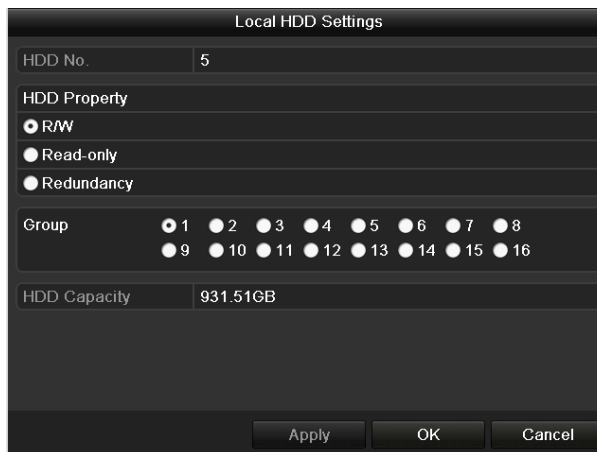 Local HDD Settings
HDD No. 5
HDD Property
R/W
Read-only
Redundancy
Group 1 2 3 4 5 6 7 8
9 10 11 12 13 14 15 16
HDD Capacity 931.51GB
Apply OK Cancel